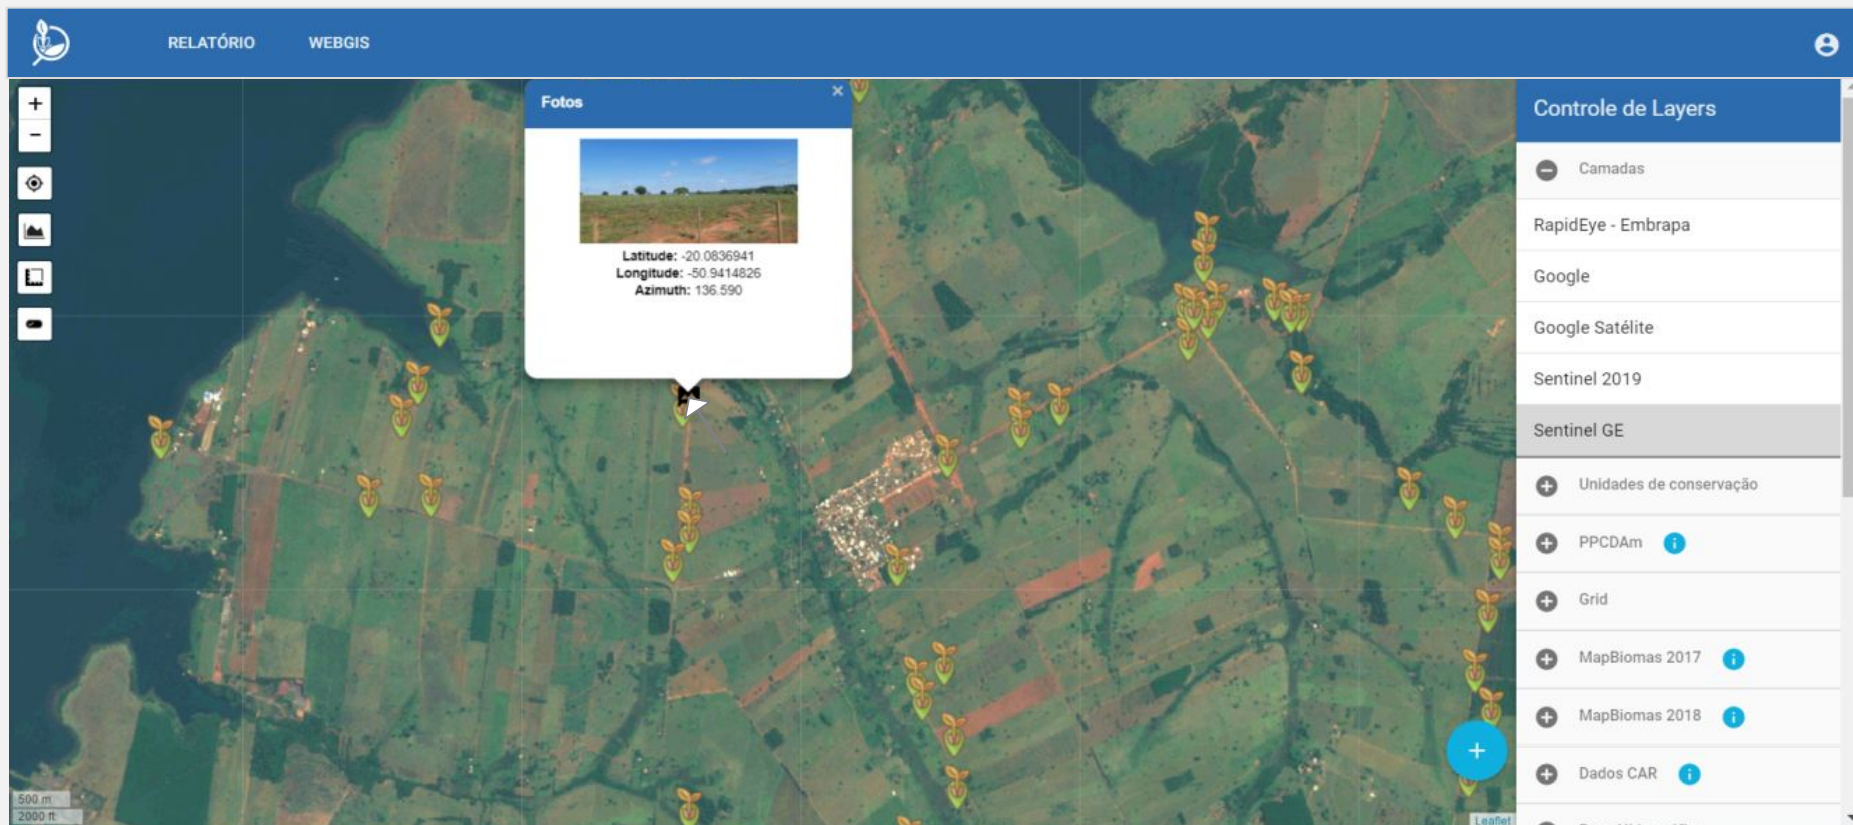 RELATÓRIO
WEBGIS
+
−
Fotos
×
Latitude: -20.0836941
Longitude: -50.9414826
Azimuth: 136.590
500 m
2000 ft
Leaflet
+
Controle de Layers
Camadas
RapidEye - Embrapa
Google
Google Satélite
Sentinel 2019
Sentinel GE
Unidades de conservação
PPCDAm
Grid
MapBiomas 2017
MapBiomas 2018
Dados CAR